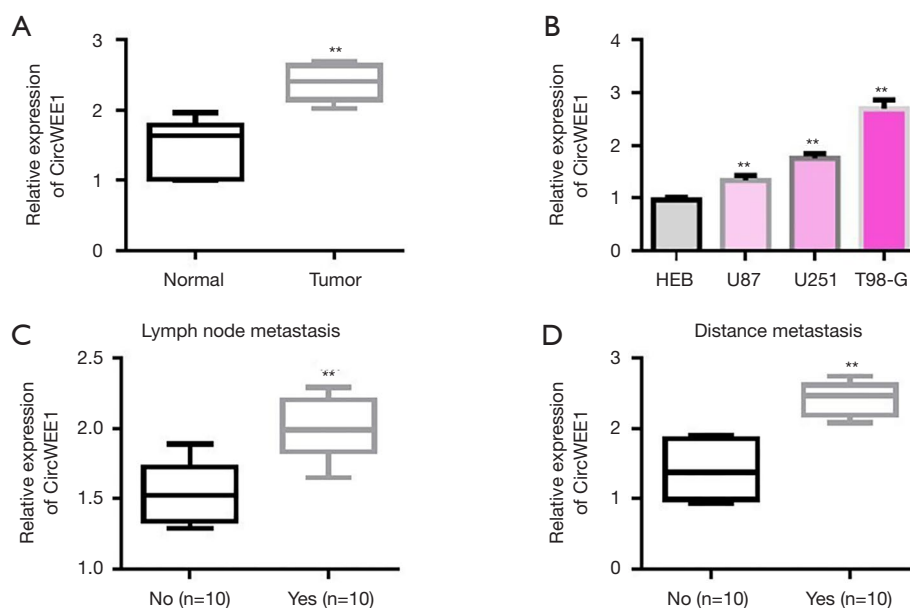 A
Relative expression
of CircWEE1
3
2
1
0
**
Normal
Tumor
B
Relative expression
of CircWEE1
4
3
2
1
0
**
**
**
HEB
U87
U251
T98-G
C
Lymph node metastasis
Relative expression
of CircWEE1
2.5
2.0
1.5
1.0
**
No (n=10)
Yes (n=10)
D
Distance metastasis
Relative expression
of CircWEE1
3
2
1
0
**
No (n=10)
Yes (n=10)